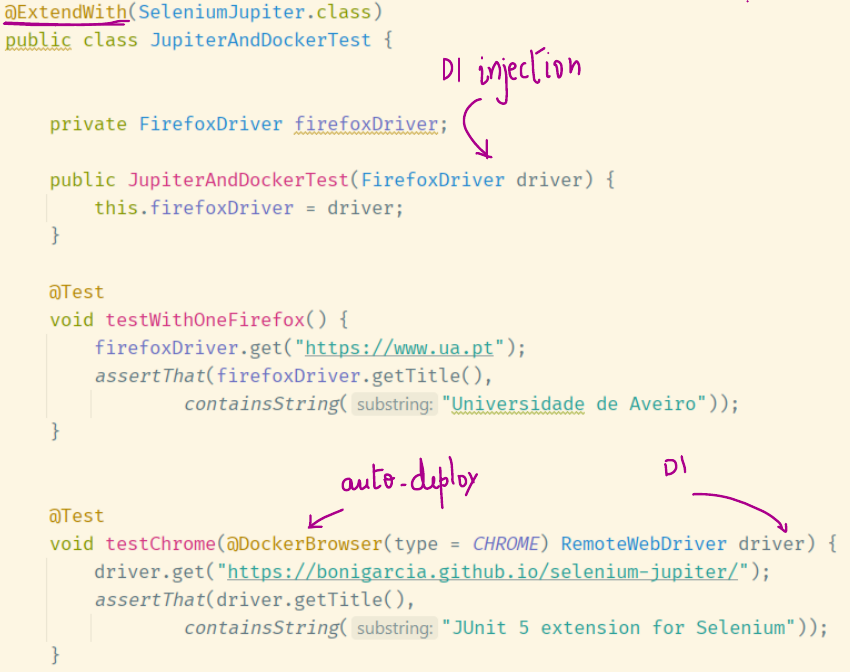 @ExtendWith(SeleniumJupiter.class)
public class JupiterAndDockerTest {
DI injection
private FirefoxDriver firefoxDriver;
public JupiterAndDockerTest(FirefoxDriver driver) {
this.firefoxDriver = driver;
}
@Test
void testWithOneFirefox() {
firefoxDriver.get("https://www.ua.pt");
assertThat(firefoxDriver.getTitle(),
containsString( substring: "Universidade de Aveiro"));
}
auto-deploy
DI
@Test
void testChrome(@DockerBrowser(type = CHROME) RemoteWebDriver driver) {
driver.get("https://bonigarcia.github.io/selenium-jupiter/");
assertThat(driver.getTitle(),
containsString( substring: "JUnit 5 extension for Selenium"));
}